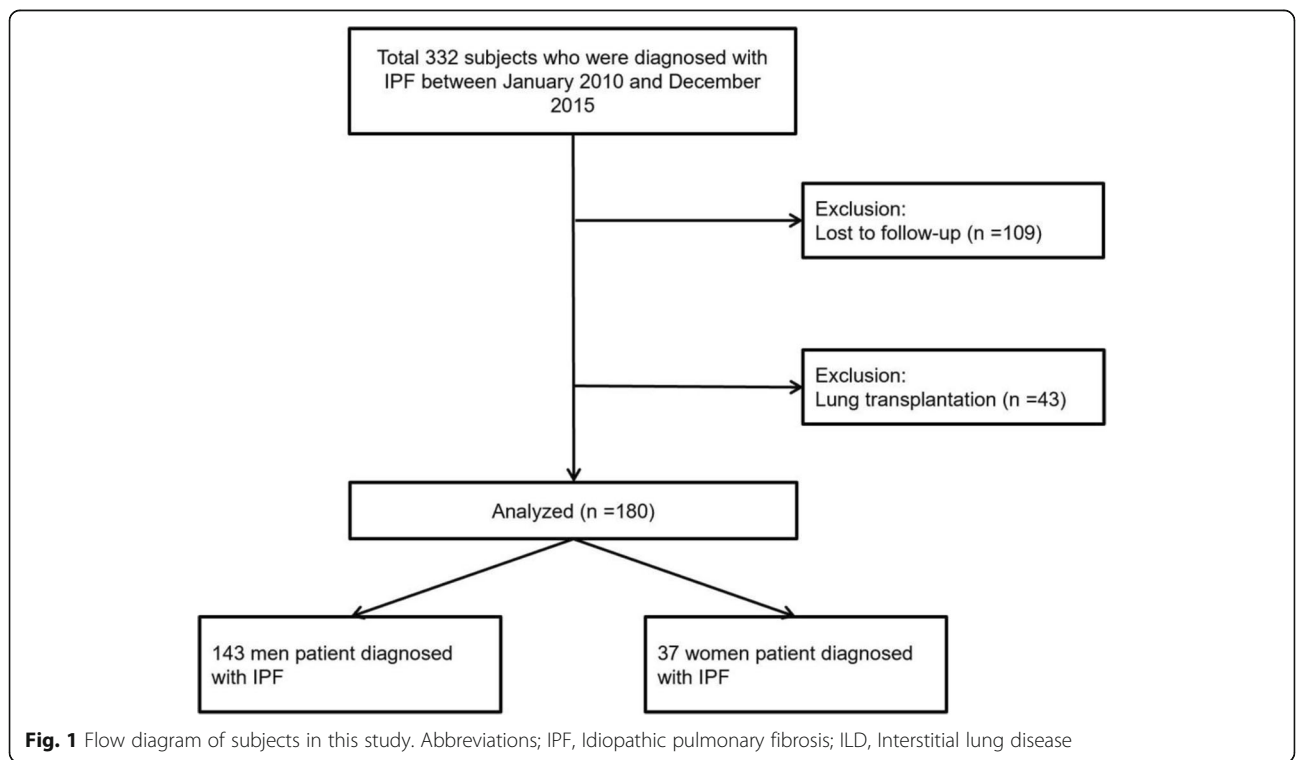 Total 332 subjects who were diagnosed with
IPF between January 2010 and December
2015
Exclusion:
Lost to follow-up (n =109)
Exclusion:
Lung transplantation (n =43)
Analyzed (n =180)
143 men patient diagnosed
with IPF
37 women patient diagnosed
with IPF
Fig. 1 Flow diagram of subjects in this study. Abbreviations; IPF, Idiopathic pulmonary fibrosis; ILD, Interstitial lung disease